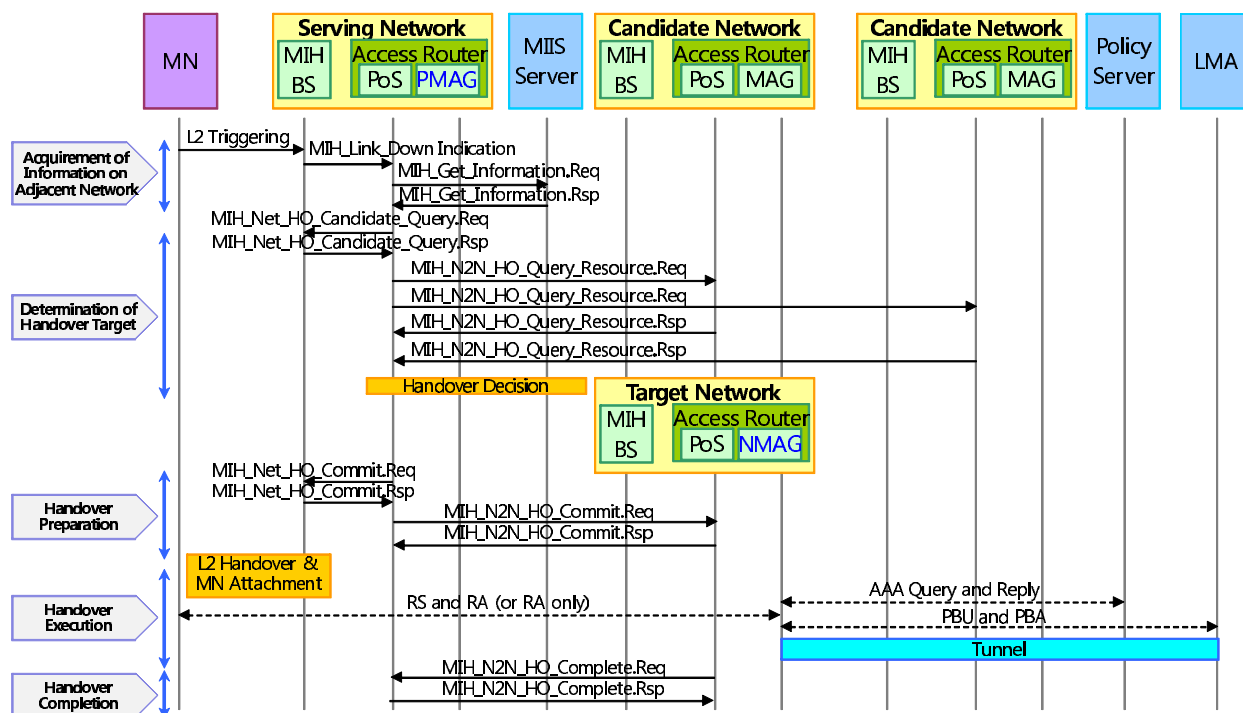 MN
Serving Network
MIH
BS
Access Router
PoS
PMAG
MIIS
Server
Candidate Network
MIH
BS
Access Router
PoS
MAG
Candidate Network
MIH
BS
Access Router
PoS
MAG
Policy
Server
LMA
Acquirement of
Information on
Adjacent Network
L2 Triggering
MIH_Link_Down Indication
MIH_Get_Information.Req
MIH_Get_Information.Rsp
MIH_Net_HO_Candidate_Query.Req
MIH_Net_HO_Candidate_Query.Rsp
Determination of
Handover Target
MIH_N2N_HO_Query_Resource.Req
MIH_N2N_HO_Query_Resource.Req
MIH_N2N_HO_Query_Resource.Rsp
MIH_N2N_HO_Query_Resource.Rsp
Handover Decision
Target Network
MIH
BS
Access Router
PoS
NMAG
Handover
Preparation
MIH_Net_HO_Commit.Req
MIH_Net_HO_Commit.Rsp
MIH_N2N_HO_Commit.Req
MIH_N2N_HO_Commit.Rsp
L2 Handover &
MN Attachment
Handover
Execution
RS and RA (or RA only)
AAA Query and Reply
PBU and PBA
Tunnel
Handover
Completion
MIH_N2N_HO_Complete.Req
MIH_N2N_HO_Complete.Rsp